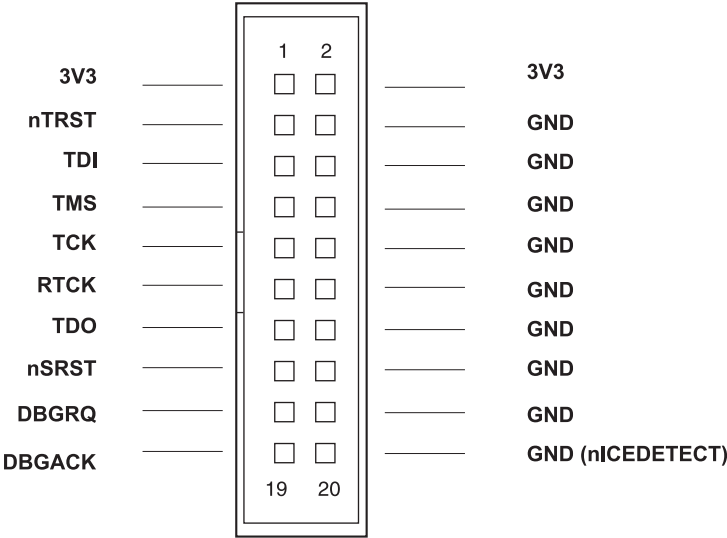 1 2
3V3 3V3
nTRST GND
TDI GND
TMS GND
TCK GND
RTCK GND
TDO GND
nSRST GND
DBGRQ GND
DBGACK GND (nICEDETECT)
19 20